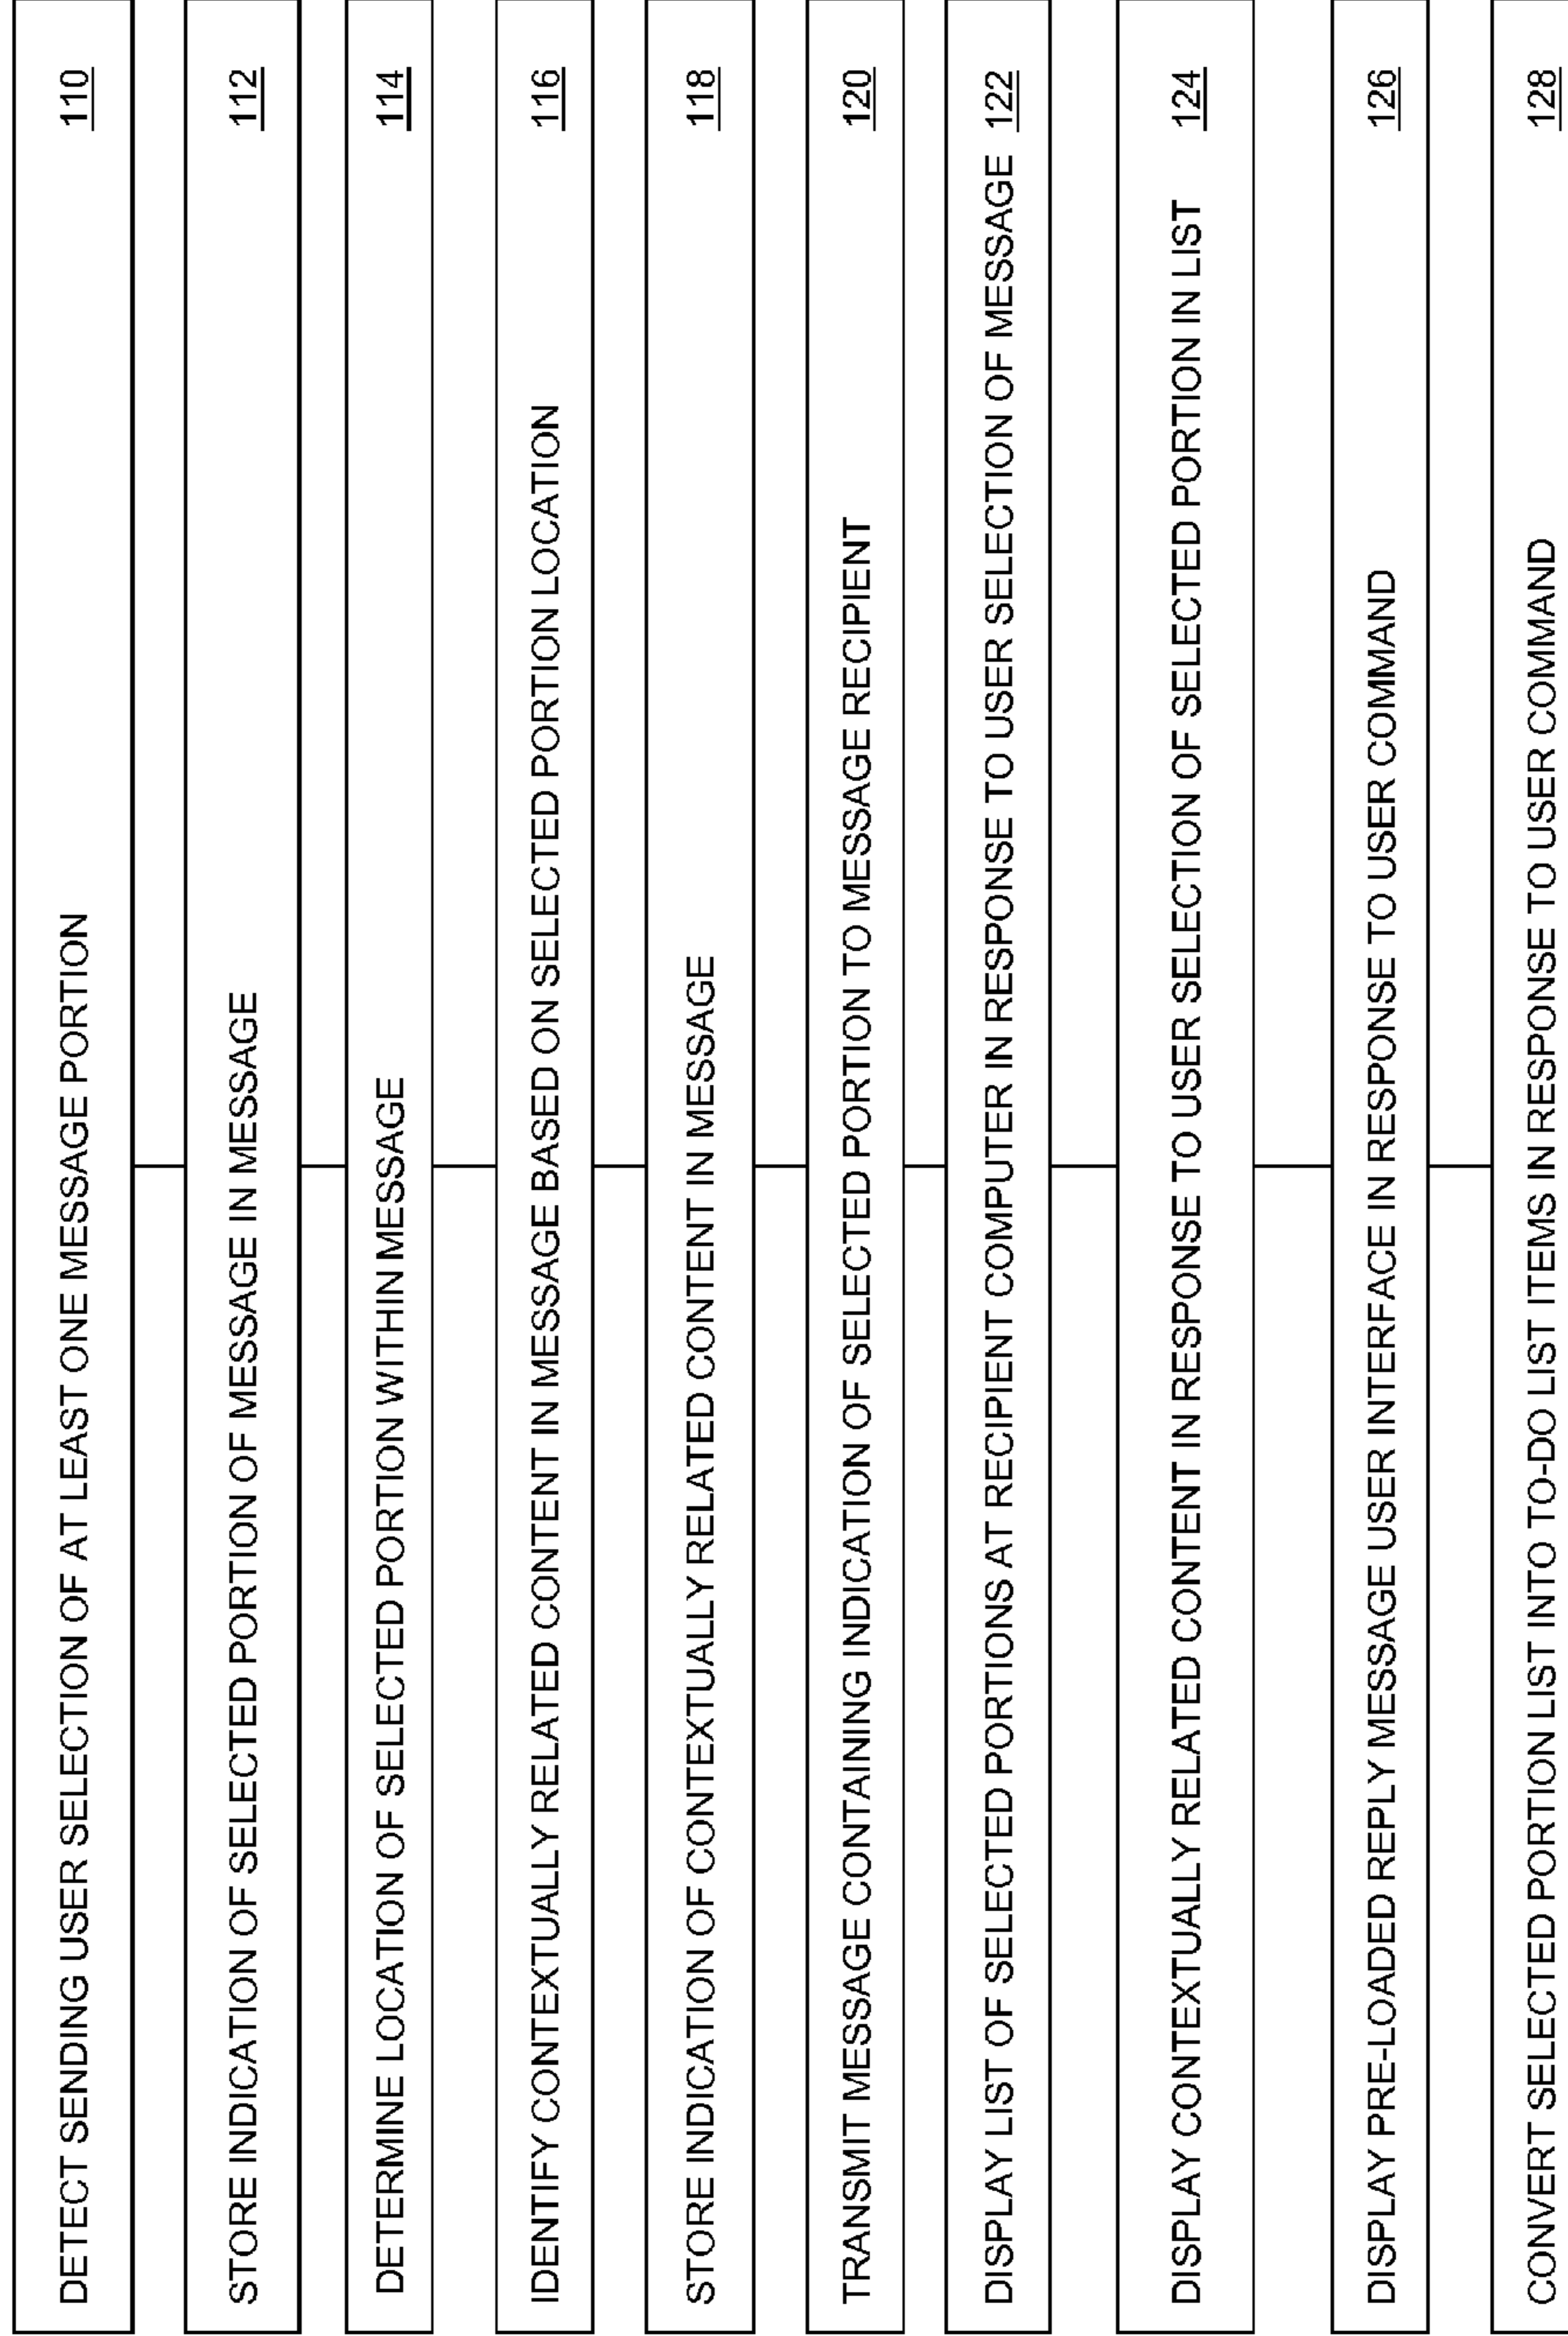 DETECT SENDING USER SELECTION OF AT LEAST ONE MESSAGE PORTION 110
STORE INDICATION OF SELECTED PORTION OF MESSAGE IN MESSAGE 112
DETERMINE LOCATION OF SELECTED PORTION WITHIN MESSAGE 114
IDENTIFY CONTEXTUALLY RELATED CONTENT IN MESSAGE BASED ON SELECTED PORTION LOCATION 116
STORE INDICATION OF CONTEXTUALLY RELATED CONTENT IN MESSAGE 118
TRANSMIT MESSAGE CONTAINING INDICATION OF SELECTED PORTION TO MESSAGE RECIPIENT 120
DISPLAY LIST OF SELECTED PORTIONS AT RECIPIENT COMPUTER IN RESPONSE TO USER SELECTION OF MESSAGE 122
DISPLAY CONTEXTUALLY RELATED CONTENT IN RESPONSE TO USER SELECTION OF SELECTED PORTION IN LIST 124
DISPLAY PRE-LOADED REPLY MESSAGE USER INTERFACE IN RESPONSE TO USER COMMAND 126
CONVERT SELECTED PORTION LIST INTO TO-DO LIST ITEMS IN RESPONSE TO USER COMMAND 128